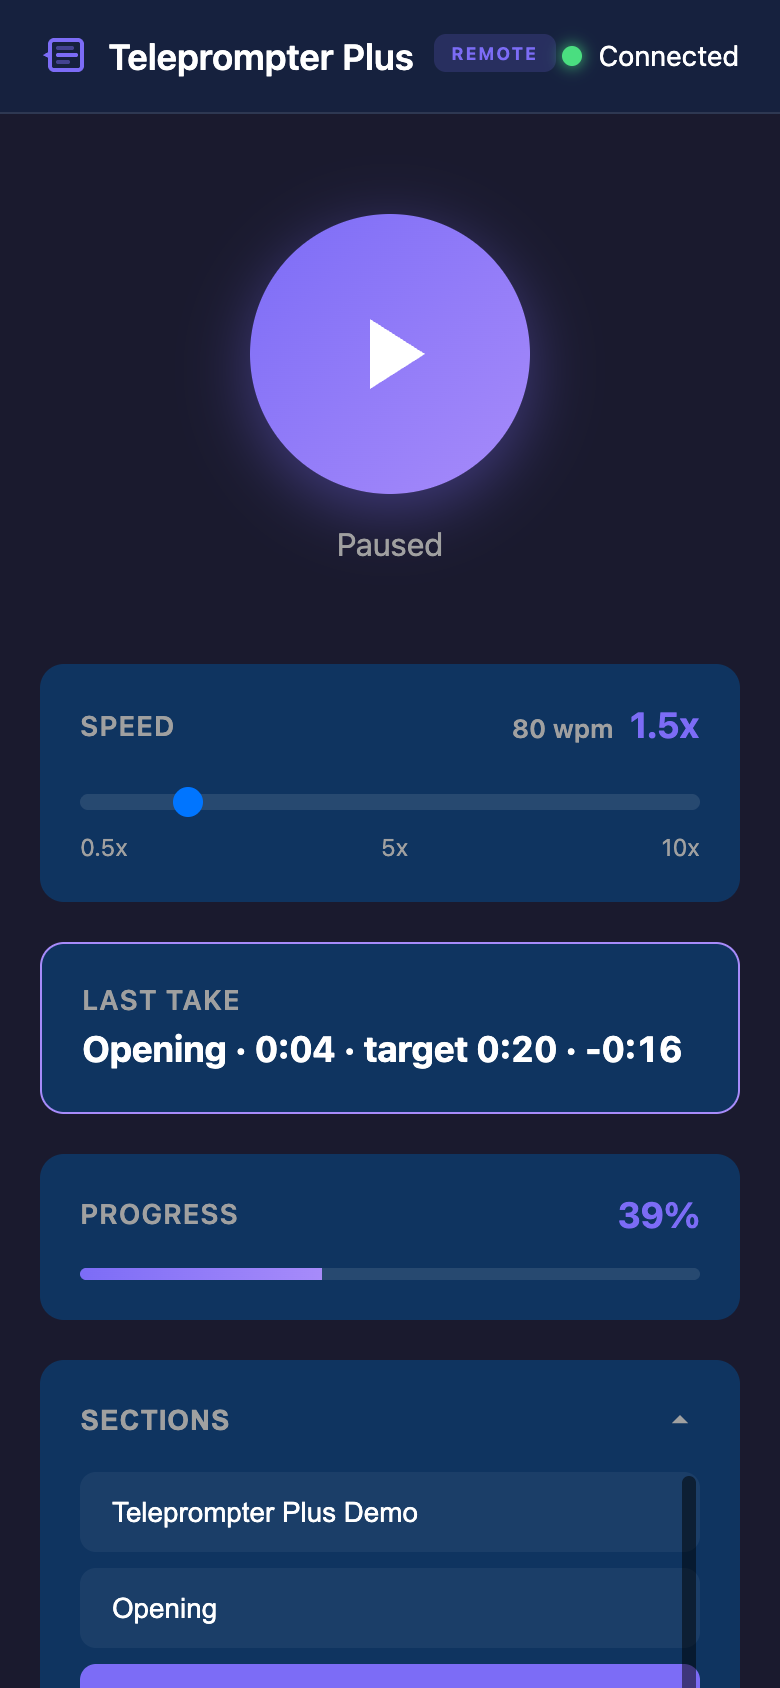 Teleprompter Plus REMOTE Connected
Paused
SPEED 80 wpm 1.5x
0.5x 5x 10x
LAST TAKE
Opening · 0:04 · target 0:20 · -0:16
PROGRESS 39%
SECTIONS
Teleprompter Plus Demo
Opening